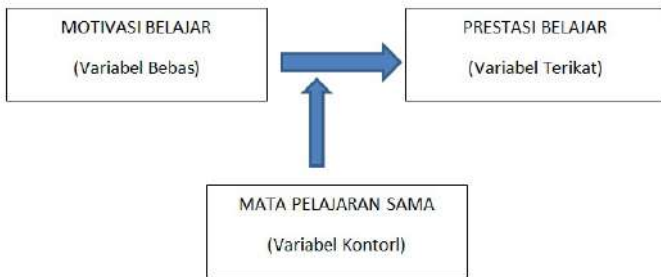 MOTIVASI BELAJAR
(Variabel Bebas)
PRESTASI BELAJAR
(Variabel Terikat)
MATA PELAJARAN SAMA
(Variabel Kontorl)